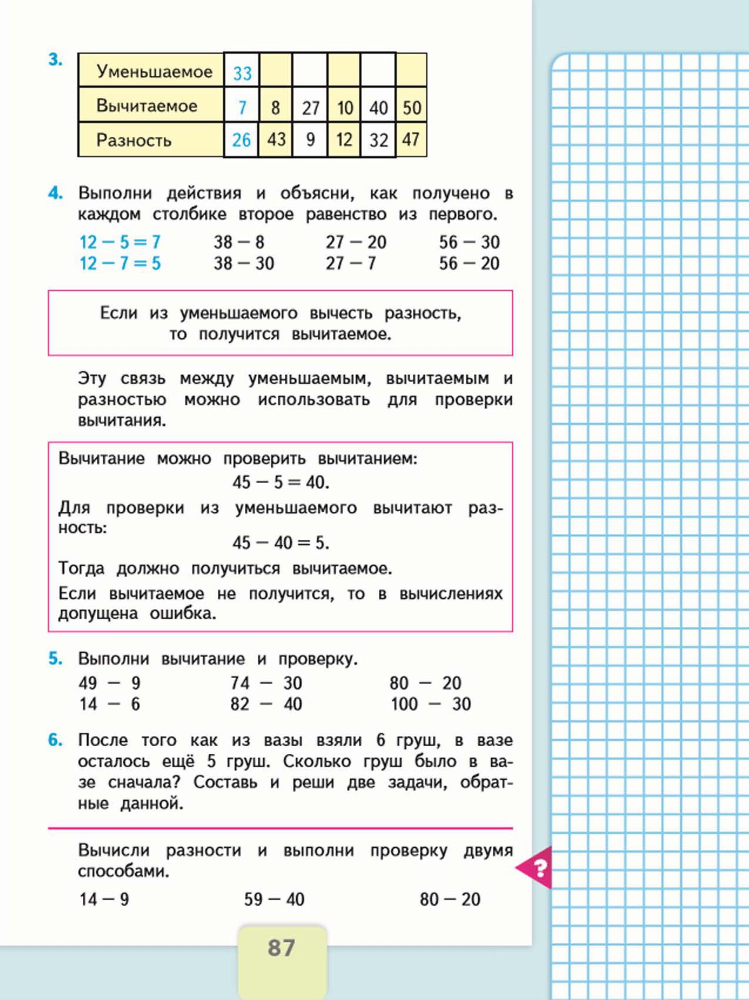 3.
Уменьшаемое 33
Вычитаемое 7 8 27 10 40 50
Разность 26 43 9 12 32 47
4. Выполни действия и объясни, как получено в
каждом столбике второе равенство из первого.
12 − 5 = 7 38 − 8 27 − 20 56 − 30
12 − 7 = 5 38 − 30 27 − 7 56 − 20
Если из уменьшаемого вычесть разность,
то получится вычитаемое.
Эту связь между уменьшаемым, вычитаемым и
разностью можно использовать для проверки
вычитания.
Вычитание можно проверить вычитанием:
45 − 5 = 40.
Для проверки из уменьшаемого вычитают раз-
ность:
45 − 40 = 5.
Тогда должно получиться вычитаемое.
Если вычитаемое не получится, то в вычислениях
допущена ошибка.
5. Выполни вычитание и проверку.
49 − 9 74 − 30 80 − 20
14 − 6 82 − 40 100 − 30
6. После того как из вазы взяли 6 груш, в вазе
осталось ещё 5 груш. Сколько груш было в ва-
зе сначала? Составь и реши две задачи, обрат-
ные данной.
Вычисли разности и выполни проверку двумя
способами.
?
14 − 9 59 − 40 80 − 20
87